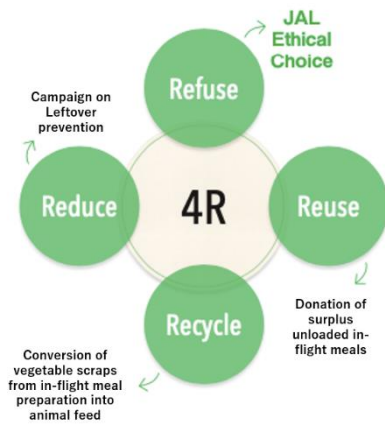 JAL
Ethical
Choice
Refuse
Campaign on
Leftover
prevention
Reduce
4R
Reuse
Recycle
Donation of
surplus
unloaded in-
flight meals
Conversion of
vegetable scraps
from in-flight meal
preparation into
animal feed